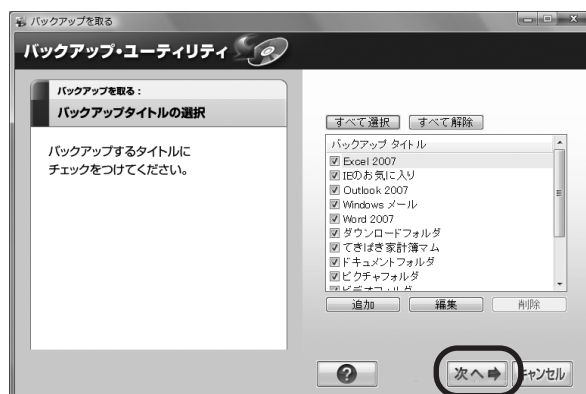 バックアップを取る
バックアップ・ユーティリティ
バックアップを取る：
バックアップタイトルの選択
バックアップするタイトルに
チェックをつけてください。
すべて選択 すべて解除
バックアップ タイトル
Excel 2007
IEのお気に入り
Outlook 2007
Windows メール
Word 2007
ダウンロードフォルダ
てきぱき家計簿マム
ドキュメントフォルダ
ピクチャフォルダ
ビデオフォルダ
追加 編集 削除
? 次へ キャンセル